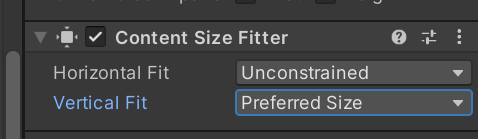 Content Size Fitter
Horizontal Fit Unconstrained
Vertical Fit Preferred Size